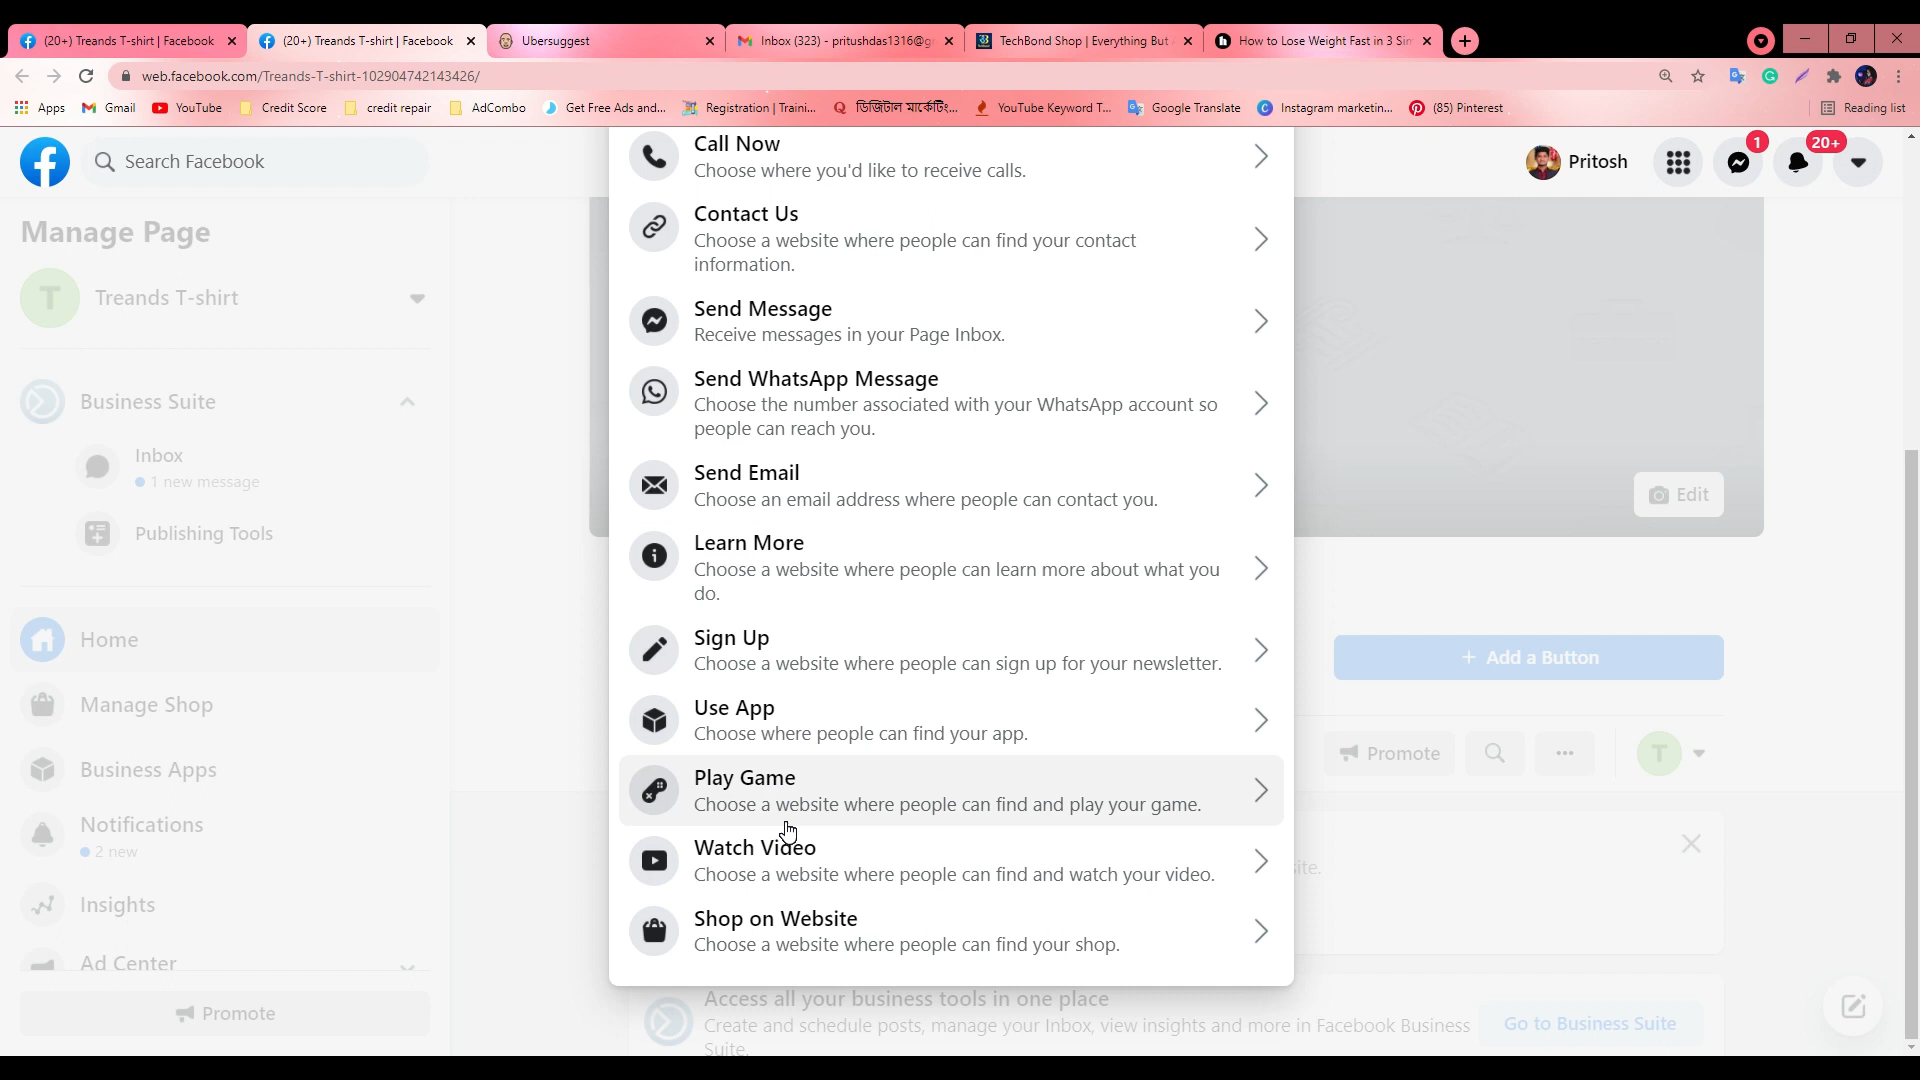 (20+) Treands T-shirt | Facebook
(20+) Treands T-shirt | Facebook
Ubersuggest
Inbox (323) - pritushdas1316@g
TechBond Shop | Everything But
How to Lose Weight Fast in 3 Sim
web.facebook.com/Treands-T-shirt-102904742143426/
Apps
Gmail
YouTube
Credit Score
credit repair
AdCombo
Get Free Ads and...
Registration | Traini...
ডিজিটাল মার্কেটিং...
YouTube Keyword T...
Google Translate
Instagram marketin...
(85) Pinterest
Reading list
Search Facebook
Pritosh
1
20+
Manage Page
T
Treands T-shirt
Business Suite
Inbox
1 new message
Publishing Tools
Home
Manage Shop
Business Apps
Notifications
2 new
Insights
Ad Center
Promote
Call Now
Choose where you'd like to receive calls.
Contact Us
Choose a website where people can find your contact
information.
Send Message
Receive messages in your Page Inbox.
Send WhatsApp Message
Choose the number associated with your WhatsApp account so
people can reach you.
Send Email
Choose an email address where people can contact you.
Learn More
Choose a website where people can learn more about what you
do.
Sign Up
Choose a website where people can sign up for your newsletter.
Use App
Choose where people can find your app.
Play Game
Choose a website where people can find and play your game.
Watch Video
Choose a website where people can find and watch your video.
Shop on Website
Choose a website where people can find your shop.
Edit
+ Add a Button
Promote
T
site.
Access all your business tools in one place
Create and schedule posts, manage your Inbox, view insights and more in Facebook Business
Suite.
Go to Business Suite